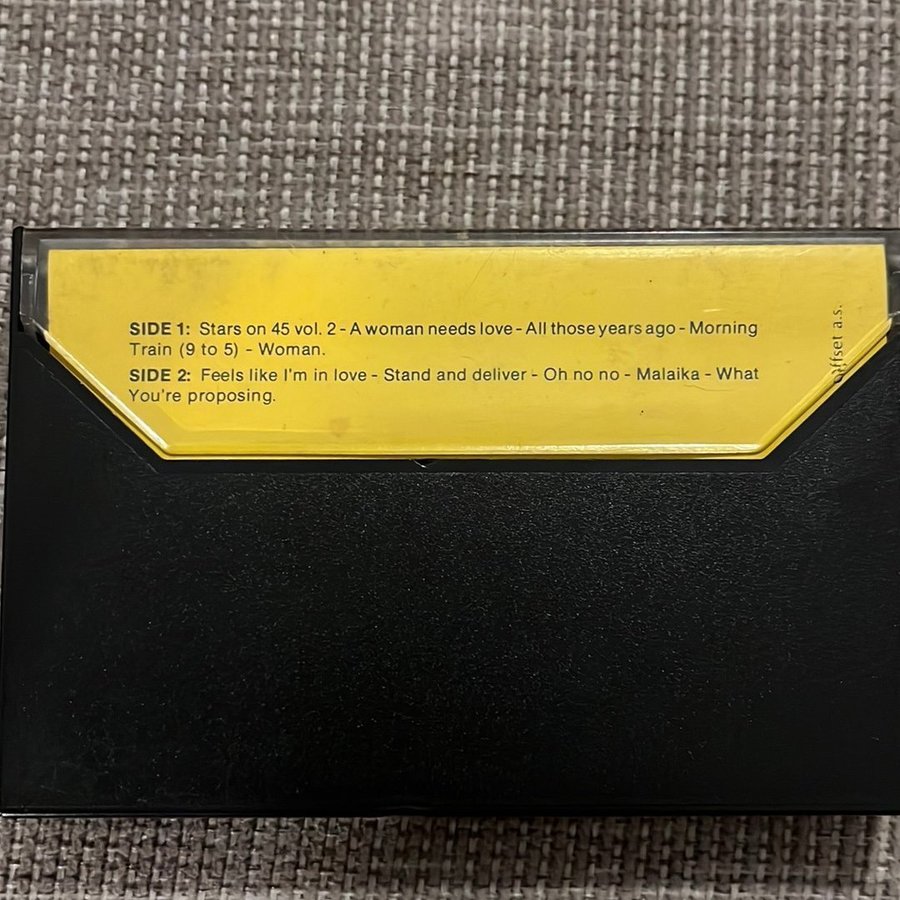 SIDE 1: Stars on 45 vol. 2 - A woman needs love - All those years ago - Morning
Train (9 to 5) - Woman.
SIDE 2: Feels like I'm in love - Stand and deliver - Oh no no - Malaika - What
You're proposing.
offset a.s.